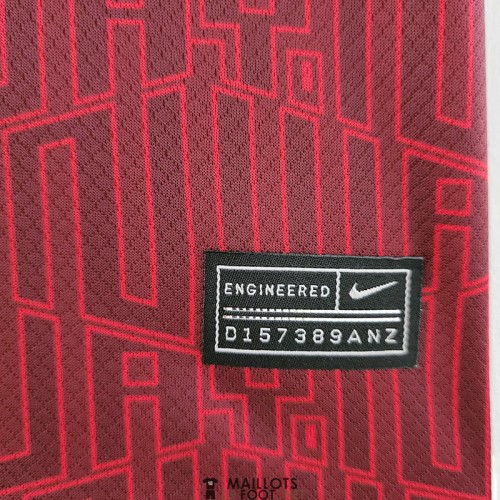 ENGINEERED
D157389ANZ
MAILLOTS
FOOT